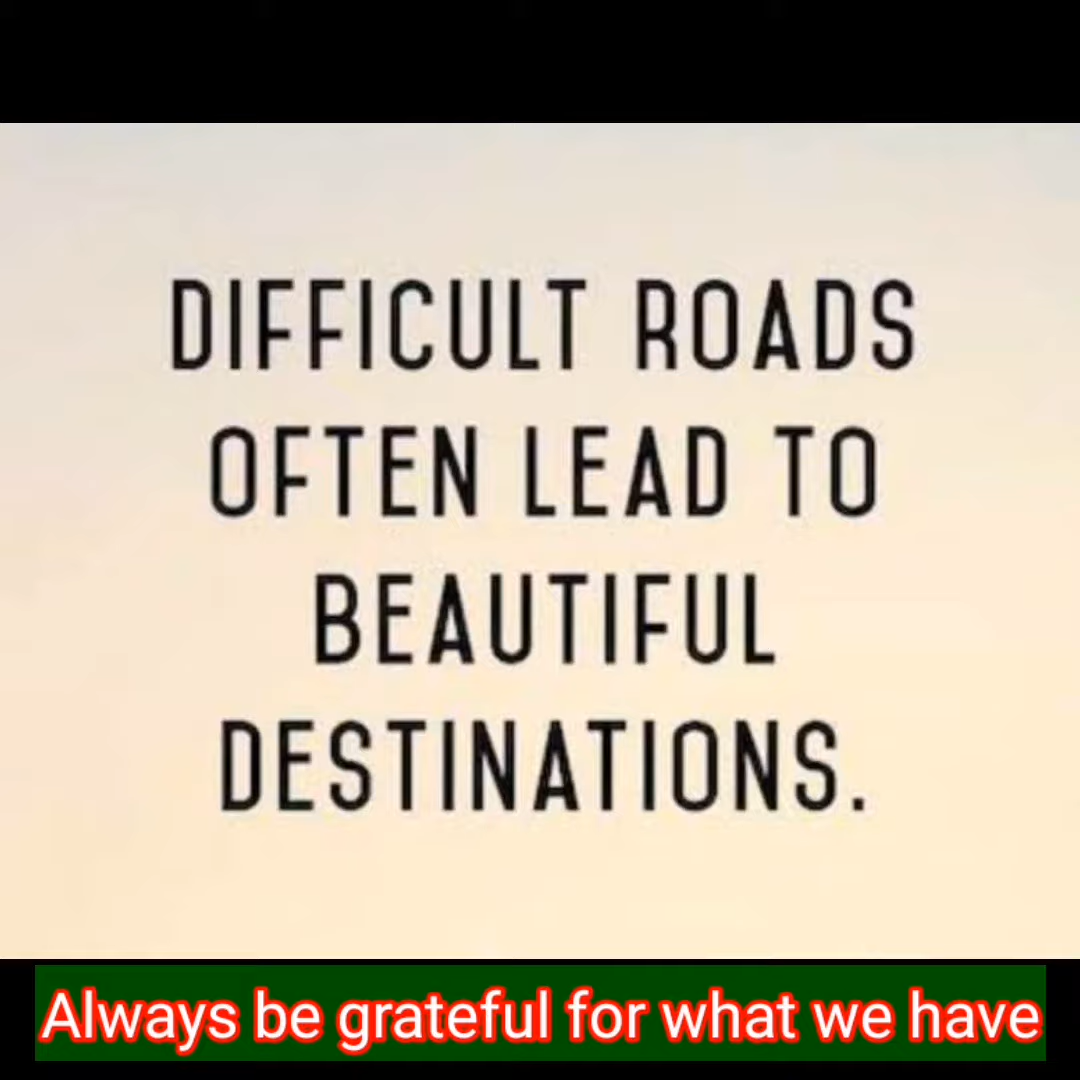 DIFFICULT ROADS
OFTEN LEAD TO
BEAUTIFUL
DESTINATIONS.
Always be grateful for what we have